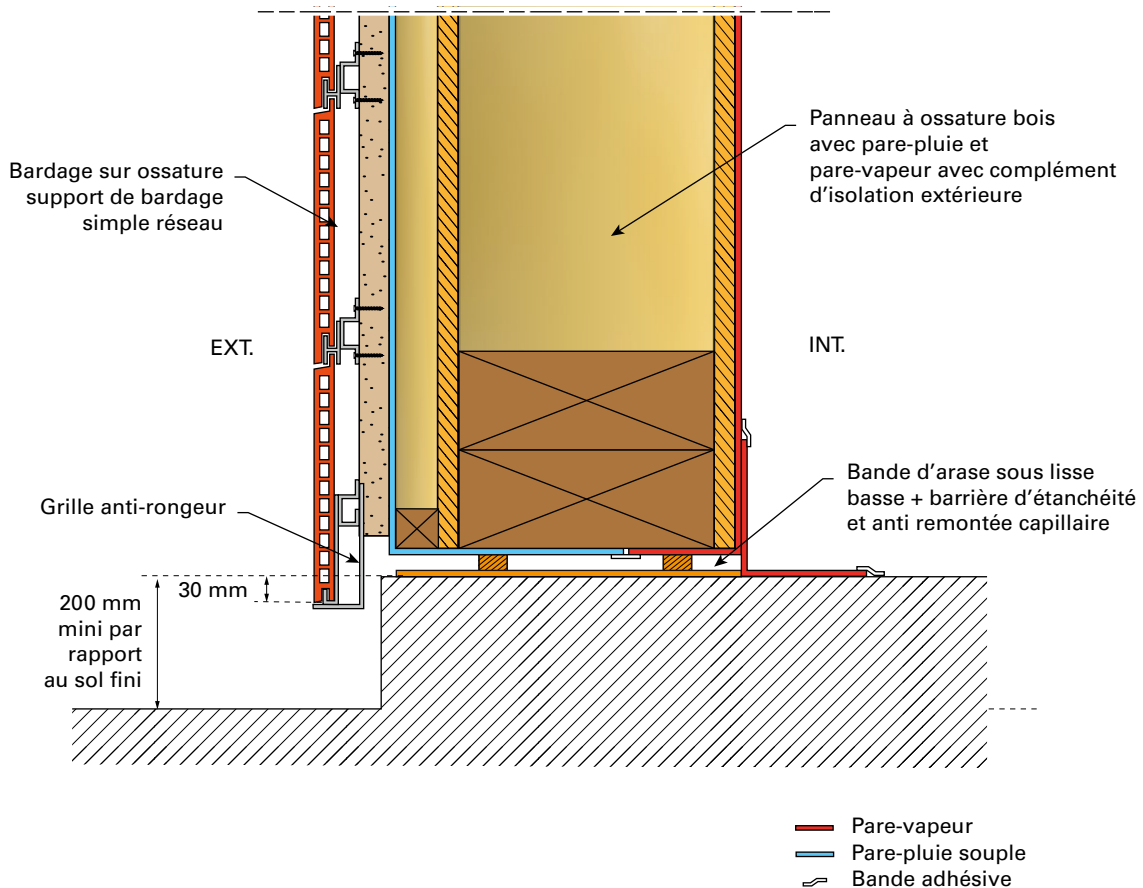 Panneau à ossature bois
avec pare-pluie et
pare-vapeur avec complément
d’isolation extérieure
Bardage sur ossature
support de bardage
simple réseau
EXT.
INT.
Grille anti-rongeur
Bande d’arase sous lisse
basse + barrière d’étanchéité
et anti remontée capillaire
30 mm
200 mm
mini par
rapport
au sol fini
Pare-vapeur
Pare-pluie souple
Bande adhésive